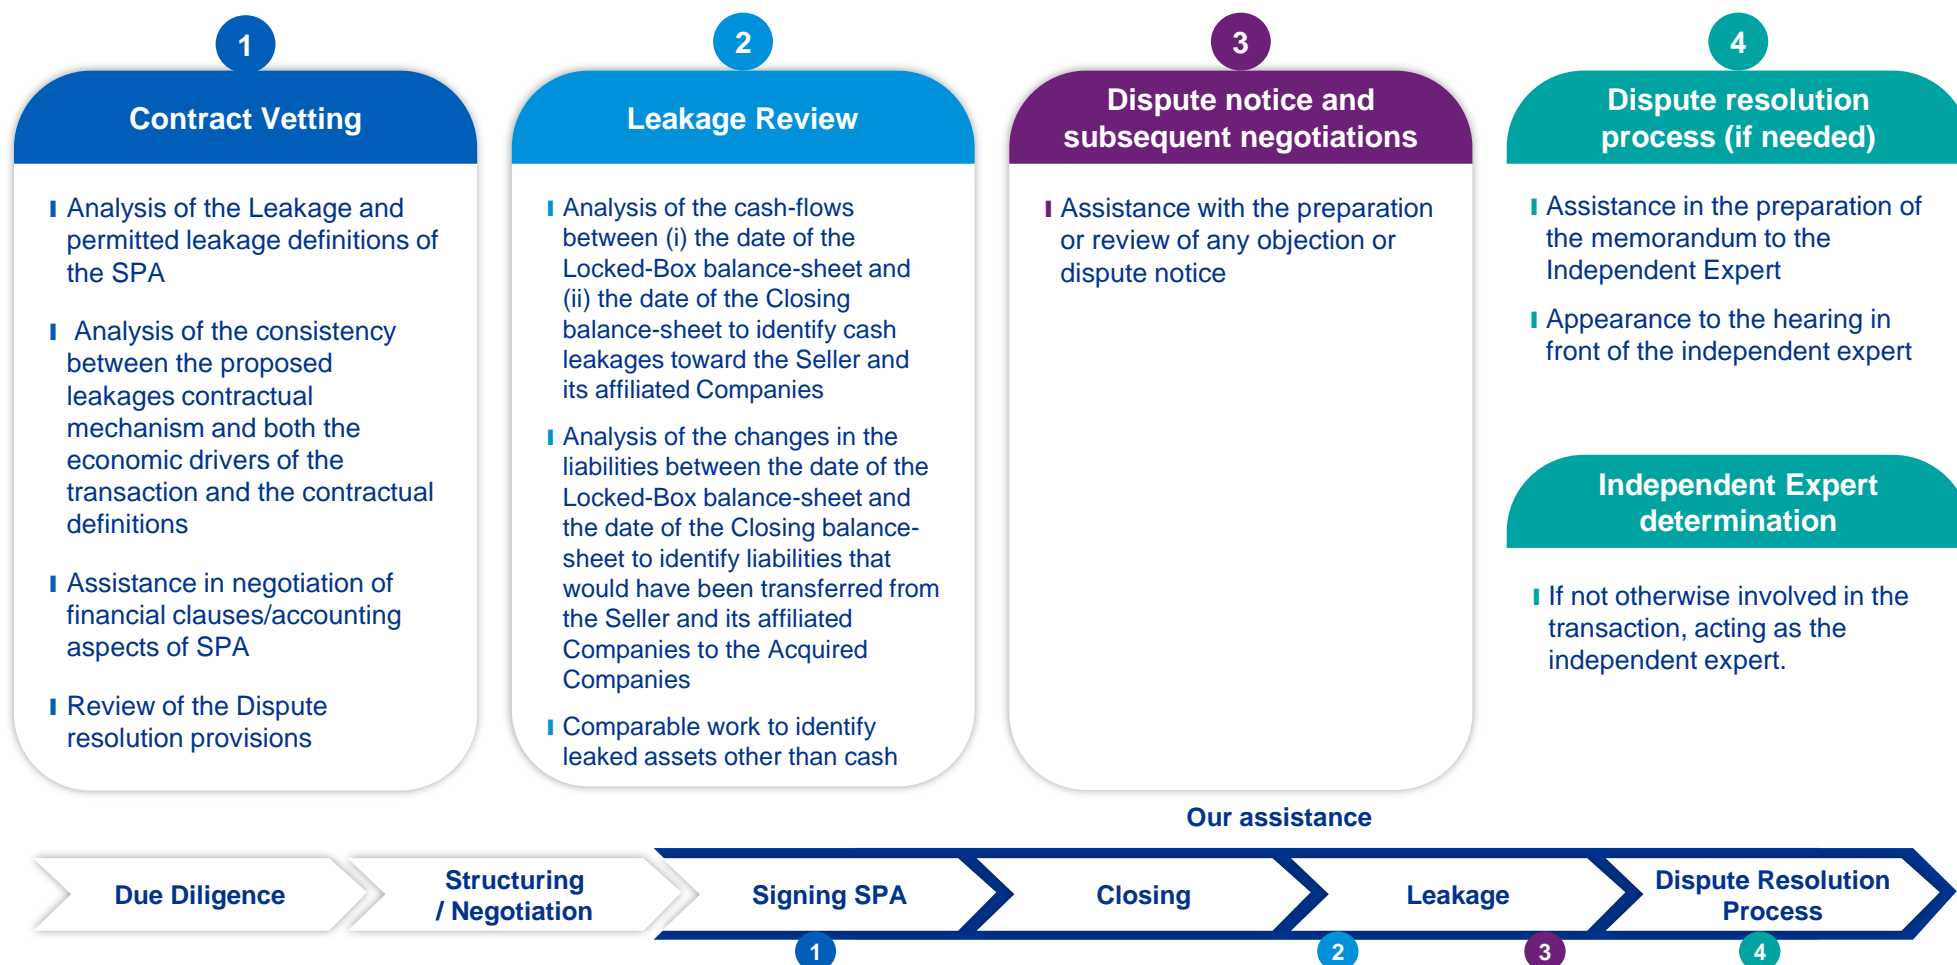 1
Contract Vetting
Analysis of the Leakage and
permitted leakage definitions of
the SPA
Analysis of the consistency
between the proposed
leakages contractual
mechanism and both the
economic drivers of the
transaction and the contractual
definitions
Assistance in negotiation of
financial clauses/accounting
aspects of SPA
Review of the Dispute
resolution provisions
2
Leakage Review
Analysis of the cash-flows
between (i) the date of the
Locked-Box balance-sheet and
(ii) the date of the Closing
balance-sheet to identify cash
leakages toward the Seller and
its affiliated Companies
Analysis of the changes in the
liabilities between the date of the
Locked-Box balance-sheet and
the date of the Closing balance-
sheet to identify liabilities that
would have been transferred from
the Seller and its affiliated
Companies to the Acquired
Companies
Comparable work to identify
leaked assets other than cash
3
Dispute notice and
subsequent negotiations
Assistance with the preparation
or review of any objection or
dispute notice
4
Dispute resolution
process (if needed)
Assistance in the preparation of
the memorandum to the
Independent Expert
Appearance to the hearing in
front of the independent expert
Independent Expert
determination
If not otherwise involved in the
transaction, acting as the
independent expert.
Our assistance
Due Diligence
Structuring
/ Negotiation
Signing SPA
Closing
Leakage
Dispute Resolution
Process
1
2
3
4